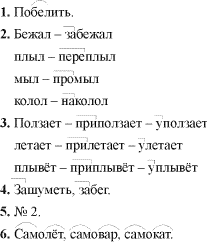 1. Побелить.
2. Бежал – забежал
плыл – переплыл
мыл – промыл
колол – наколол
3. Ползает – приползает – уползает
летает – прилетает – улетает
плывёт – приплывёт – уплывёт
4. Зашуметь, забег.
5. № 2.
6. Самолёт, самовар, самокат.